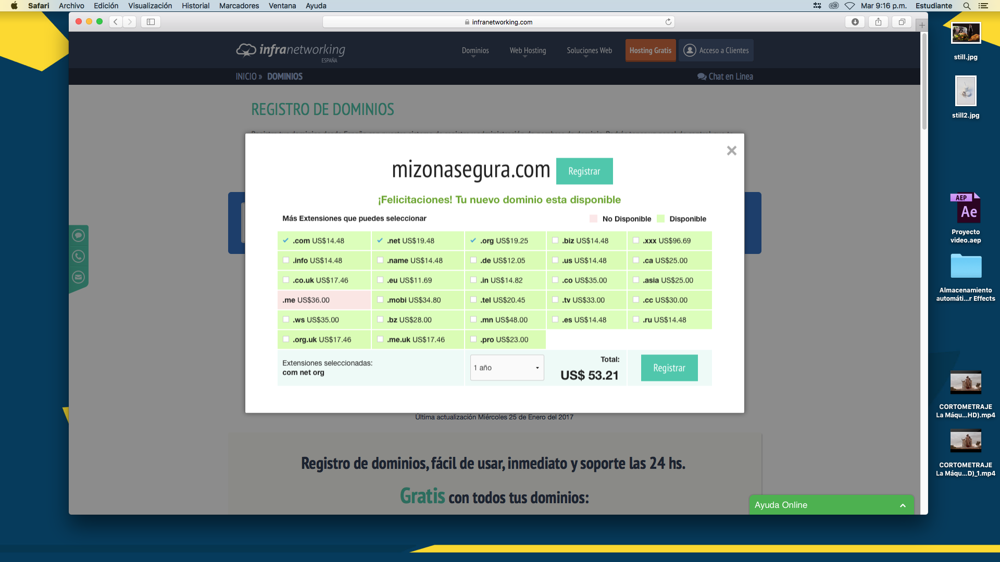 Safari Archivo Edición Visualización Historial Marcadores Ventana Ayuda Mar 9:16 p.m. Estudiante
infranetworking.com
infranetworking
ESPAÑA
Dominios Web Hosting Soluciones Web Hosting Gratis Acceso a Clientes
INICIO » DOMINIOS Chat en Linea
REGISTRO DE DOMINIOS
mizonasegura.com Registrar
¡Felicitaciones! Tu nuevo dominio esta disponible
Más Extensiones que puedes seleccionar No Disponible Disponible
.com US$14.48 .net US$19.48 .org US$19.25 .biz US$14.48 .xxx US$96.69
.info US$14.48 .name US$14.48 .de US$12.05 .us US$14.48 .ca US$25.00
.co.uk US$17.46 .eu US$11.69 .in US$14.82 .co US$35.00 .asia US$25.00
.me US$36.00 .mobi US$34.80 .tel US$20.45 .tv US$33.00 .cc US$30.00
.ws US$35.00 .bz US$28.00 .mn US$48.00 .es US$14.48 .ru US$14.48
.org.uk US$17.46 .me.uk US$17.46 .pro US$23.00
Extensiones seleccionadas:
com net org
1 año
Total:
US$ 53.21
Registrar
Última actualización Miércoles 25 de Enero del 2017
Registro de dominios, fácil de usar, inmediato y soporte las 24 hs.
Gratis con todos tus dominios:
Ayuda Online
still.jpg
still2.jpg
AEP
Ae
Proyecto
video.aep
Almacenamiento
automáti...r Effects
CORTOMETRAJE
La Máqu...HD).mp4
CORTOMETRAJE
La Máqu...D)_1.mp4